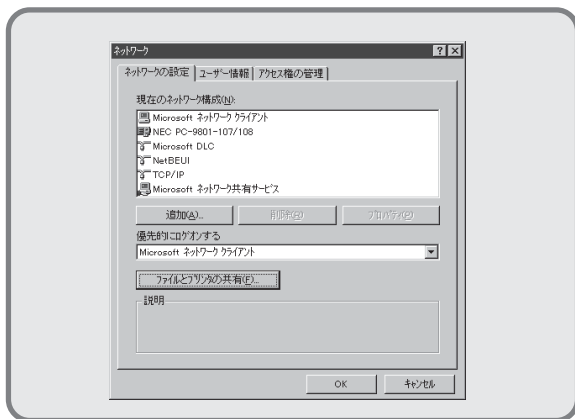 ネットワーク
ネットワークの設定 ユーザー情報 アクセス権の管理
現在のネットワーク構成(N):
Microsoft ネットワーク クライアント
NEC PC-9801-107/108
Microsoft DLC
NetBEUI
TCP/IP
Microsoft ネットワーク共有サービス
追加(A)... 削除(R) プロパティ(P)
優先的にログオンする
Microsoft ネットワーク クライアント
ファイルとプリンタの共有(F)...
説明
OK キャンセル